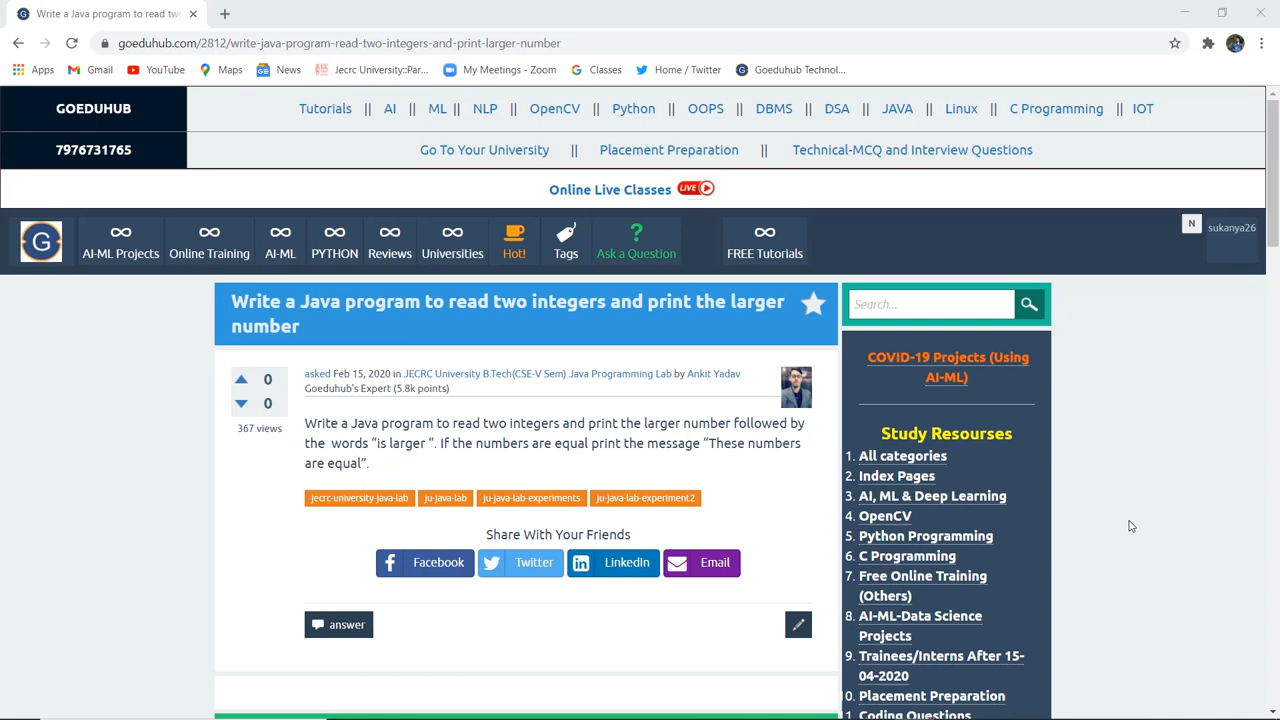 Write a Java program to read two
goeduhub.com/2812/write-java-program-read-two-integers-and-print-larger-number
Apps Gmail YouTube Maps News Jecrc University::Par... My Meetings - Zoom Classes Home / Twitter Goeduhub Technol...
GOEDUHUB
Tutorials || AI || ML || NLP || OpenCV || Python || OOPS || DBMS || DSA || JAVA || Linux || C Programming || IOT
7976731765
Go To Your University || Placement Preparation || Technical-MCQ and Interview Questions
Online Live Classes LIVE
G
AI-ML Projects Online Training AI-ML PYTHON Reviews Universities Hot! Tags Ask a Question FREE Tutorials
N
sukanya26
Write a Java program to read two integers and print the larger
number
0
0
367 views
asked Feb 15, 2020 in JECRC University B.Tech(CSE-V Sem) Java Programming Lab by Ankit Yadav
Goeduhub's Expert (5.8k points)
Write a Java program to read two integers and print the larger number followed by
the words “is larger “. If the numbers are equal print the message “These numbers
are equal”.
jecrc-university-java-lab ju-java-lab ju-java-lab-experiments ju-java-lab-experiment2
Share With Your Friends
Facebook Twitter LinkedIn Email
answer
Search...
COVID-19 Projects (Using
AI-ML)
Study Resourses
1. All categories
2. Index Pages
3. AI, ML & Deep Learning
4. OpenCV
5. Python Programming
6. C Programming
7. Free Online Training
(Others)
8. AI-ML-Data Science
Projects
9. Trainees/Interns After 15-
04-2020
10. Placement Preparation
11. Coding Questions